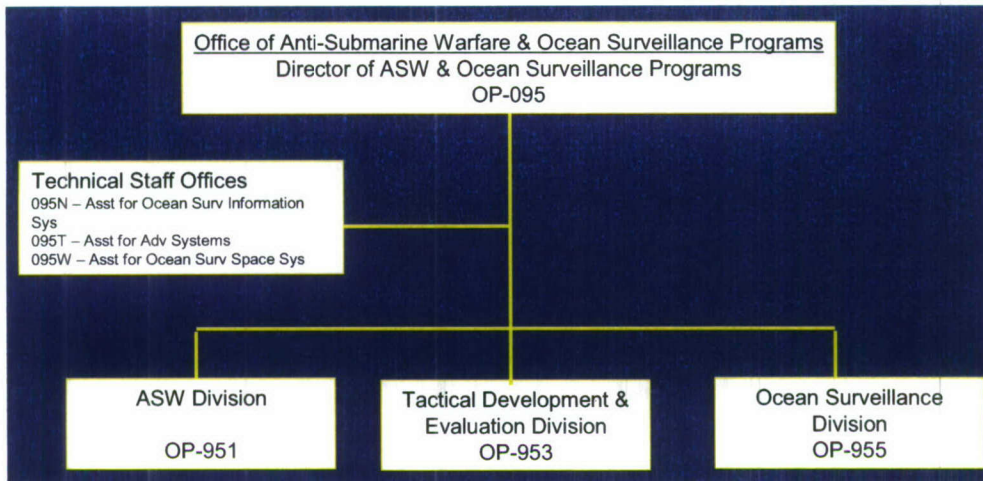 Office of Anti-Submarine Warfare & Ocean Surveillance Programs
Director of ASW & Ocean Surveillance Programs
OP-095
Technical Staff Offices
095N – Asst for Ocean Surv Information
Sys
095T – Asst for Adv Systems
095W – Asst for Ocean Surv Space Sys
ASW Division
OP-951
Tactical Development &
Evaluation Division
OP-953
Ocean Surveillance
Division
OP-955